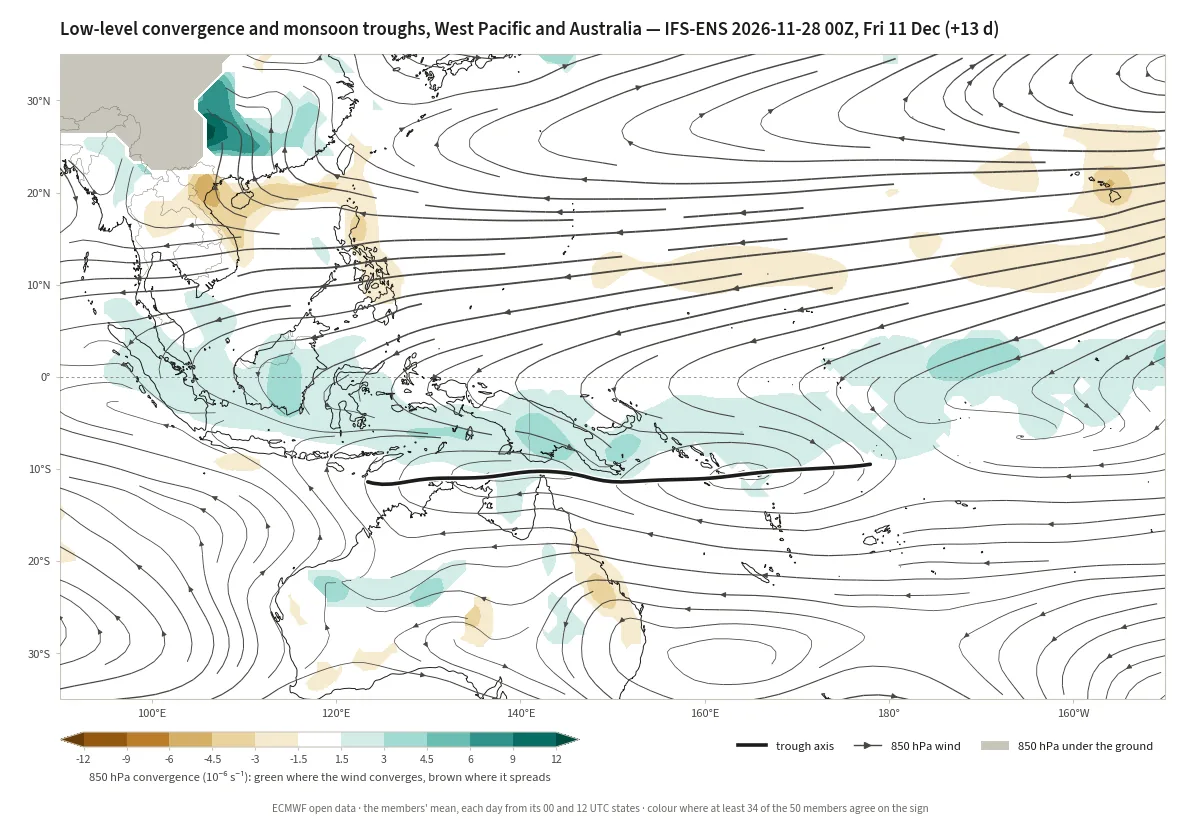 Low-level convergence and monsoon troughs, West Pacific and Australia — IFS-ENS 2026-11-28 00Z, Fri 11 Dec (+13 d)
30°N
20°N
10°N
0°
10°S
20°S
30°S
100°E 120°E 140°E 160°E 180° 160°W
-12 -9 -6 -4.5 -3 -1.5 1.5 3 4.5 6 9 12
850 hPa convergence (10⁻⁶ s⁻¹): green where the wind converges, brown where it spreads
trough axis 850 hPa wind 850 hPa under the ground
ECMWF open data · the members' mean, each day from its 00 and 12 UTC states · colour where at least 34 of the 50 members agree on the sign